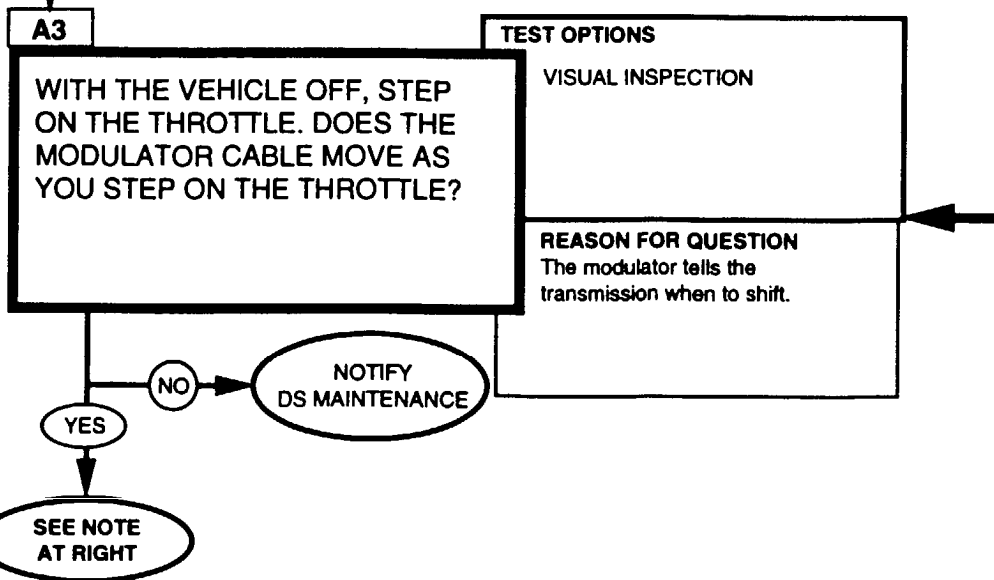 A3
WITH THE VEHICLE OFF, STEP
ON THE THROTTLE. DOES THE
MODULATOR CABLE MOVE AS
YOU STEP ON THE THROTTLE?
TEST OPTIONS
VISUAL INSPECTION
REASON FOR QUESTION
The modulator tells the
transmission when to shift.
NO
NOTIFY
DS MAINTENANCE
YES
SEE NOTE
AT RIGHT